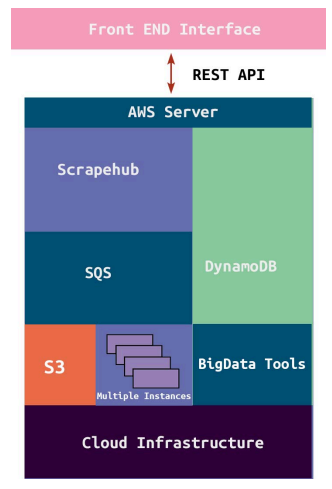 Front END Interface
REST API
AWS Server
Scrapehub
DynamoDB
SQS
S3
Multiple Instances
BigData Tools
Cloud Infrastructure